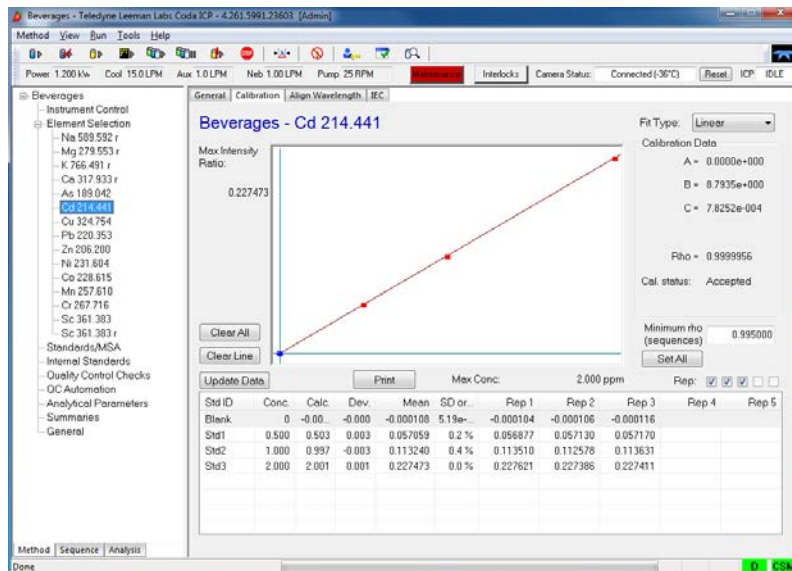 Beverages - Teledyne Leeman Labs Coda ICP - 4.261.5991.23603 [Admin]
Method View Run Tools Help
Power 1.200 kW Cool 15.0 LPM Aux 1.0 LPM Neb 1.00 LPM Pump 25 RPM Maintenance Interlocks Camera Status: Connected (-36°C) Reset ICP IDLE
Beverages
Instrument Control
Element Selection
Na 589.592 r
Mg 279.553 r
K 766.491 r
Ca 317.933 r
As 189.042
Cd 214.441
Cu 324.754
Pb 220.353
Zn 206.200
Ni 231.604
Co 228.615
Mn 257.610
Cr 267.716
Sc 361.383
Sc 361.383 r
Standards/MSA
Internal Standards
Quality Control Checks
QC Automation
Analytical Parameters
Summaries
General
Method Sequence Analysis
General Calibration Align Wavelength IEC
Beverages - Cd 214.441
Fit Type: Linear
Max Intensity
Ratio:
0.227473
Calibration Data
A = 0.0000e+000
B = 8.7935e+000
C = 7.8252e-004
Rho = 0.9999956
Cal. status: Accepted
Clear All
Clear Line
Minimum rho
(sequences) 0.995000
Set All
Update Data Print Max Conc: 2.000 ppm Rep:
Std ID Conc. Calc. Dev. Mean SD or... Rep 1 Rep 2 Rep 3 Rep 4 Rep 5
Blank 0 -0.00... -0.000 -0.000108 5.19e-... -0.000104 -0.000106 -0.000116
Std1 0.500 0.503 0.003 0.057059 0.2 % 0.056877 0.057130 0.057170
Std2 1.000 0.997 -0.003 0.113240 0.4 % 0.113510 0.112578 0.113631
Std3 2.000 2.001 0.001 0.227473 0.0 % 0.227621 0.227386 0.227411
Done D CSM